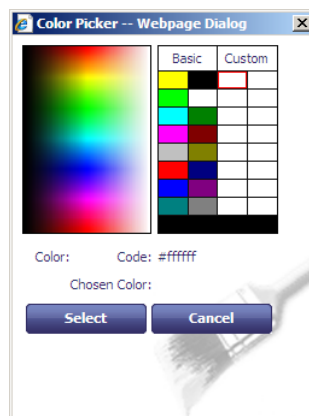 Color Picker -- Webpage Dialog
Basic Custom
Color: Code: #ffffff
Chosen Color:
Select Cancel